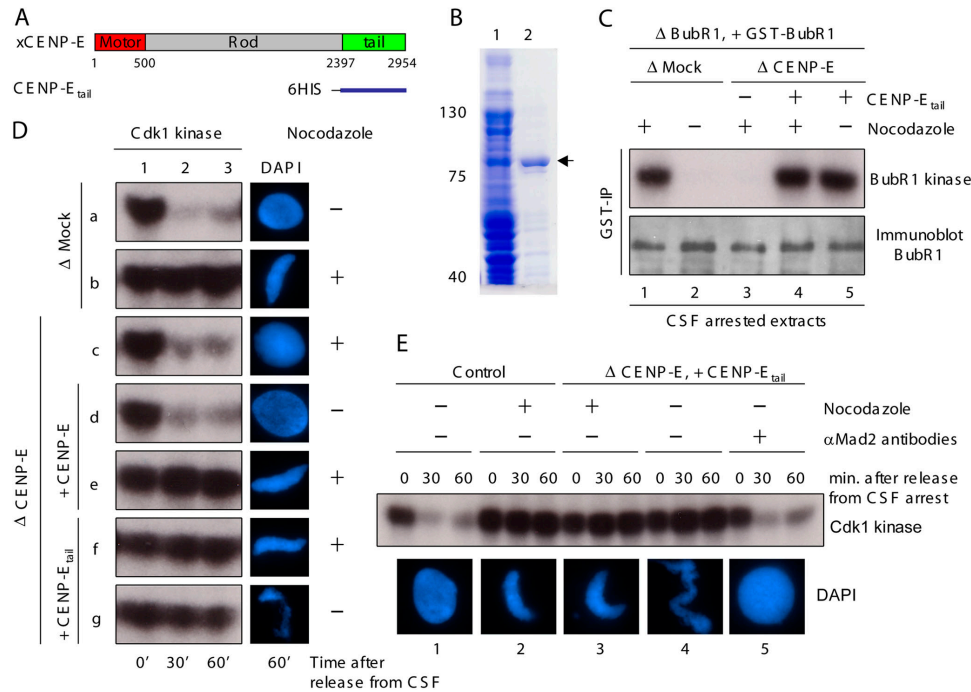 A
xCENP-E
Motor
Rod
tail
1
500
2397
2954
CENP-Etail
6HIS
B
1 2
130
75
40
C
Δ BubR1, + GST-BubR1
Δ Mock
Δ CENP-E
− + +
CENP-Etail
+ − + + −
Nocodazole
GST-IP
BubR1 kinase
Immunoblot
BubR1
1 2 3 4 5
CSF arrested extracts
D
Cdk1 kinase
Nocodazole
1 2 3
DAPI
Δ Mock
a
−
b
+
Δ CENP-E
c
+
+CENP-E
d
−
e
+
+CENP-Etail
f
+
g
−
0′ 30′ 60′
60′
Time after
release from CSF
E
Control
Δ CENP-E, +CENP-Etail
− + + − −
Nocodazole
− − − − +
αMad2 antibodies
0 30 60 0 30 60 0 30 60 0 30 60 0 30 60
min. after release
from CSF arrest
Cdk1 kinase
DAPI
1 2 3 4 5